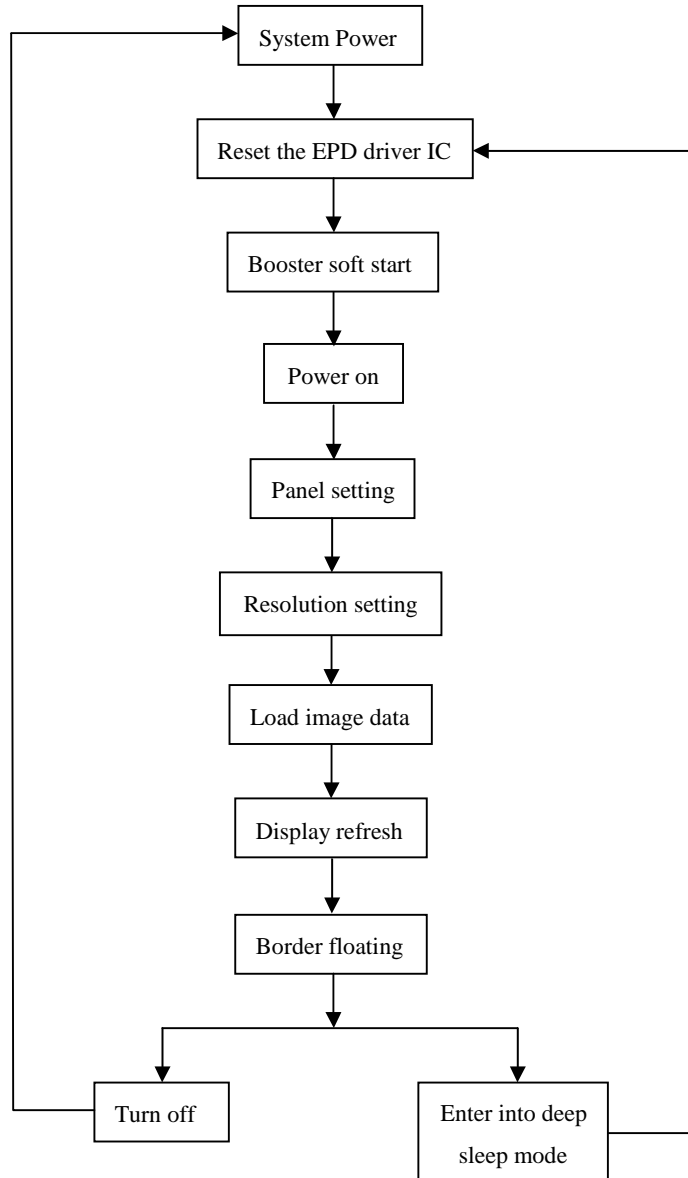 System Power
Reset the EPD driver IC
Booster soft start
Power on
Panel setting
Resolution setting
Load image data
Display refresh
Border floating
Turn off
Enter into deep
sleep mode